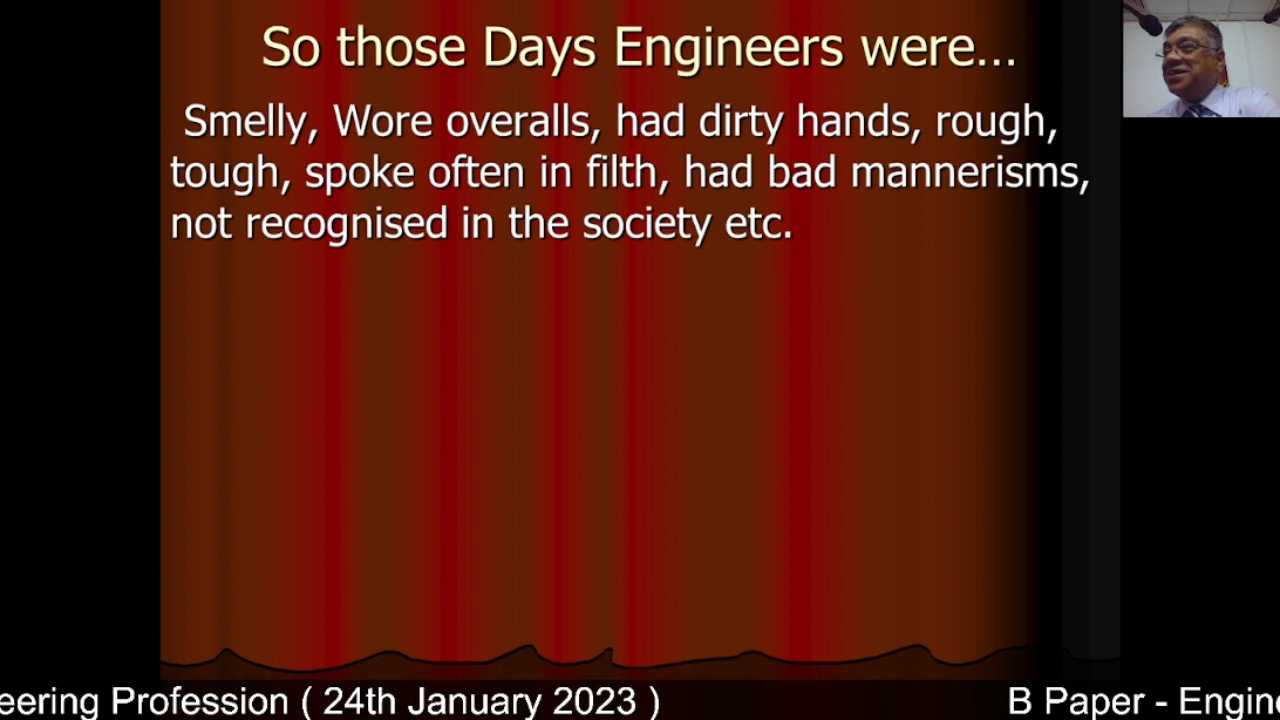 So those Days Engineers were...
Smelly, Wore overalls, had dirty hands, rough,
tough, spoke often in filth, had bad mannerisms,
not recognised in the society etc.
eering Profession ( 24th January 2023 )
B Paper - Engine